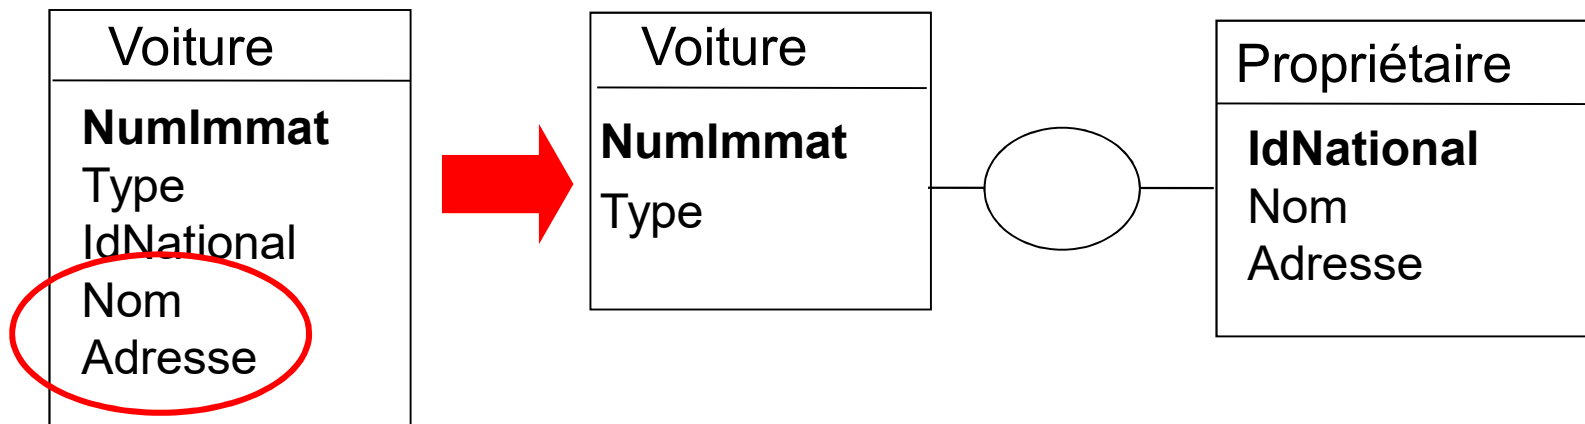 Voiture
NumImmat
Type
IdNational
Nom
Adresse
Voiture
NumImmat
Type
Propriétaire
IdNational
Nom
Adresse